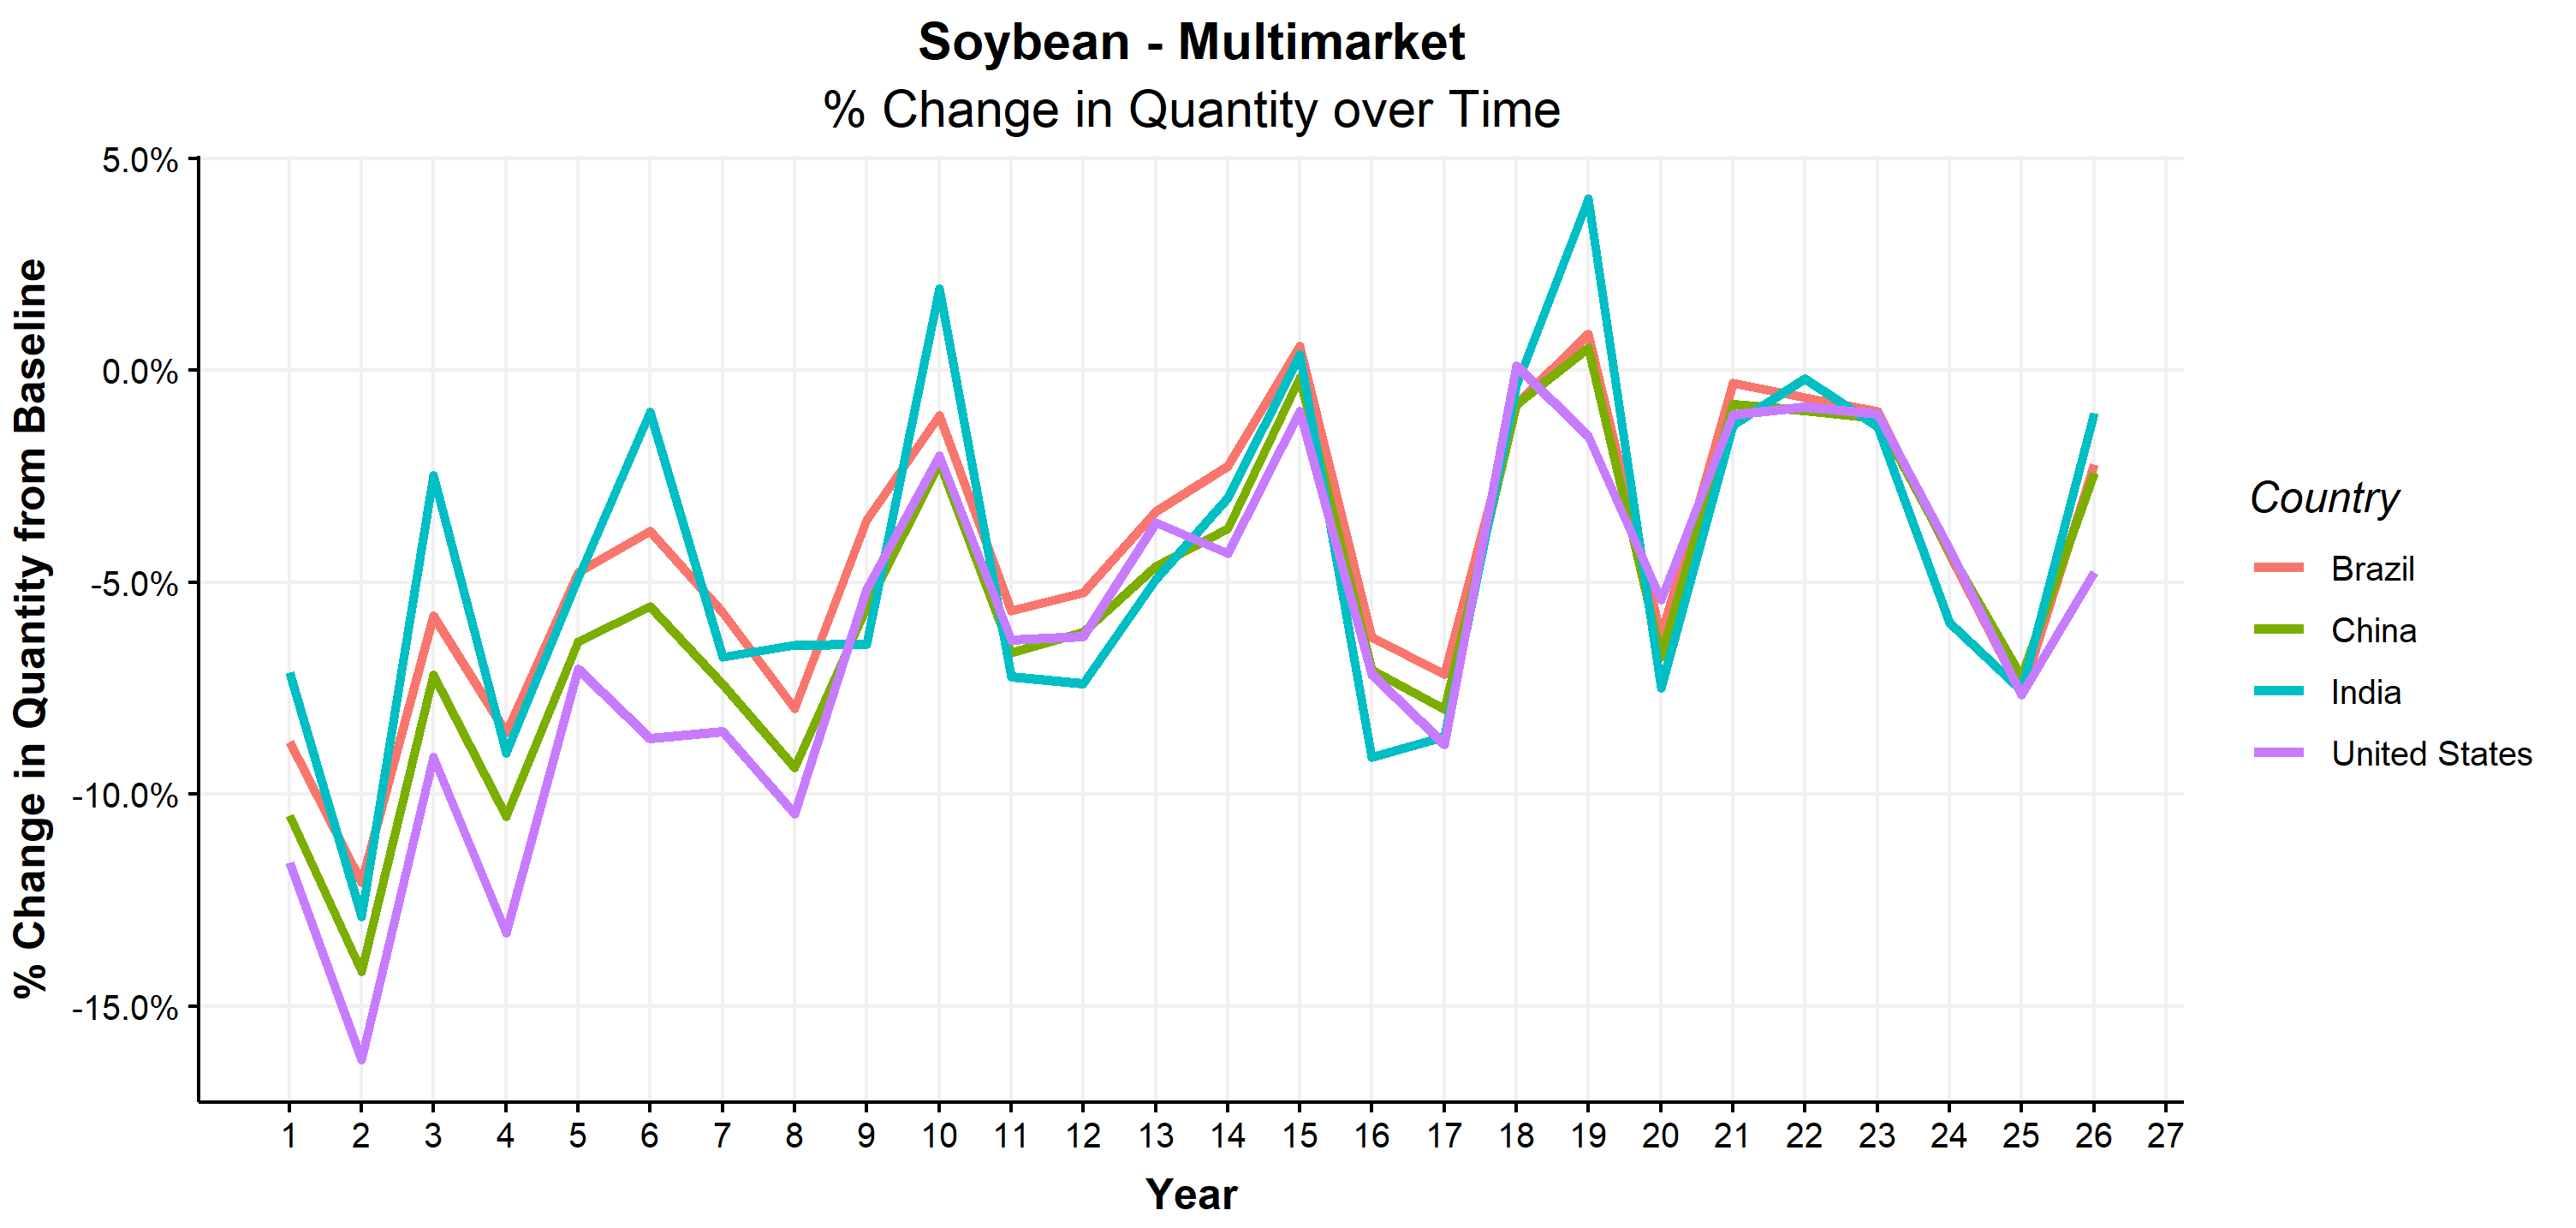 Soybean - Multimarket
% Change in Quantity over Time
% Change in Quantity from Baseline
5.0%
0.0%
-5.0%
-10.0%
-15.0%
1 2 3 4 5 6 7 8 9 10 11 12 13 14 15 16 17 18 19 20 21 22 23 24 25 26 27
Year
Country
Brazil
China
India
United States